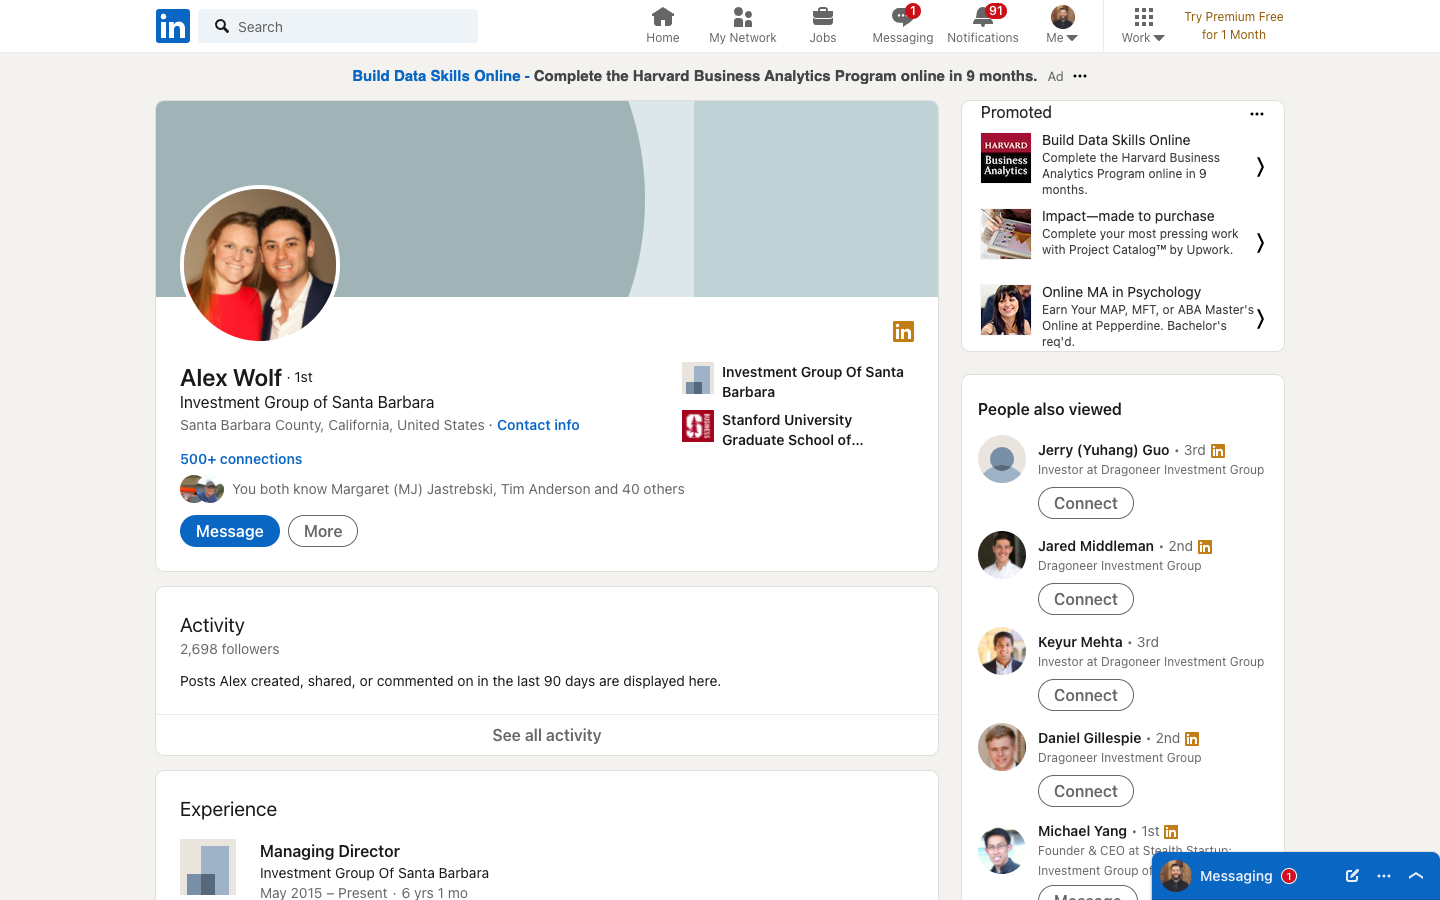 in
Search
Home
My Network
Jobs
1
Messaging
91
Notifications
Me
Work
Try Premium Free
for 1 Month
Build Data Skills Online - Complete the Harvard Business Analytics Program online in 9 months. Ad
in
Alex Wolf · 1st
Investment Group of Santa Barbara
Santa Barbara County, California, United States · Contact info
500+ connections
You both know Margaret (MJ) Jastrebski, Tim Anderson and 40 others
Message
More
Investment Group Of Santa
Barbara
S BUSINESS
Stanford University
Graduate School of...
Activity
2,698 followers
Posts Alex created, shared, or commented on in the last 90 days are displayed here.
See all activity
Experience
Managing Director
Investment Group Of Santa Barbara
May 2015 – Present · 6 yrs 1 mo
Promoted
HARVARD
Business
Analytics
Build Data Skills Online
Complete the Harvard Business
Analytics Program online in 9
months.
Impact—made to purchase
Complete your most pressing work
with Project Catalog™ by Upwork.
Online MA in Psychology
Earn Your MAP, MFT, or ABA Master's
Online at Pepperdine. Bachelor's
req'd.
People also viewed
Jerry (Yuhang) Guo • 3rd in
Investor at Dragoneer Investment Group
Connect
Jared Middleman • 2nd in
Dragoneer Investment Group
Connect
Keyur Mehta • 3rd
Investor at Dragoneer Investment Group
Connect
Daniel Gillespie • 2nd in
Dragoneer Investment Group
Connect
Michael Yang • 1st in
Founder & CEO at Stealth Startup;
Investment Group of
Message
Messaging 1